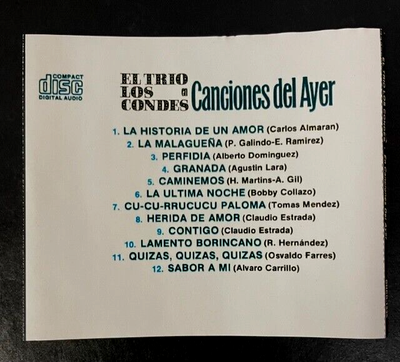 COMPACT
disc
DIGITAL AUDIO
EL TRIO
LOS en
CONDES
Canciones del Ayer
1. LA HISTORIA DE UN AMOR (Carlos Almaran)
2. LA MALAGUEÑA (P. Galindo-E. Ramirez)
3. PERFIDIA (Alberto Dominguez)
4. GRANADA (Agustin Lara)
5. CAMINEMOS (H. Martins-A. Gil)
6. LA ULTIMA NOCHE (Bobby Collazo)
7. CU-CU-RRUCUCU PALOMA (Tomas Mendez)
8. HERIDA DE AMOR (Claudio Estrada)
9. CONTIGO (Claudio Estrada)
10. LAMENTO BORINCANO (R. Hernández)
11. QUIZAS, QUIZAS, QUIZAS (Osvaldo Farres)
12. SABOR A MI (Alvaro Carrillo)